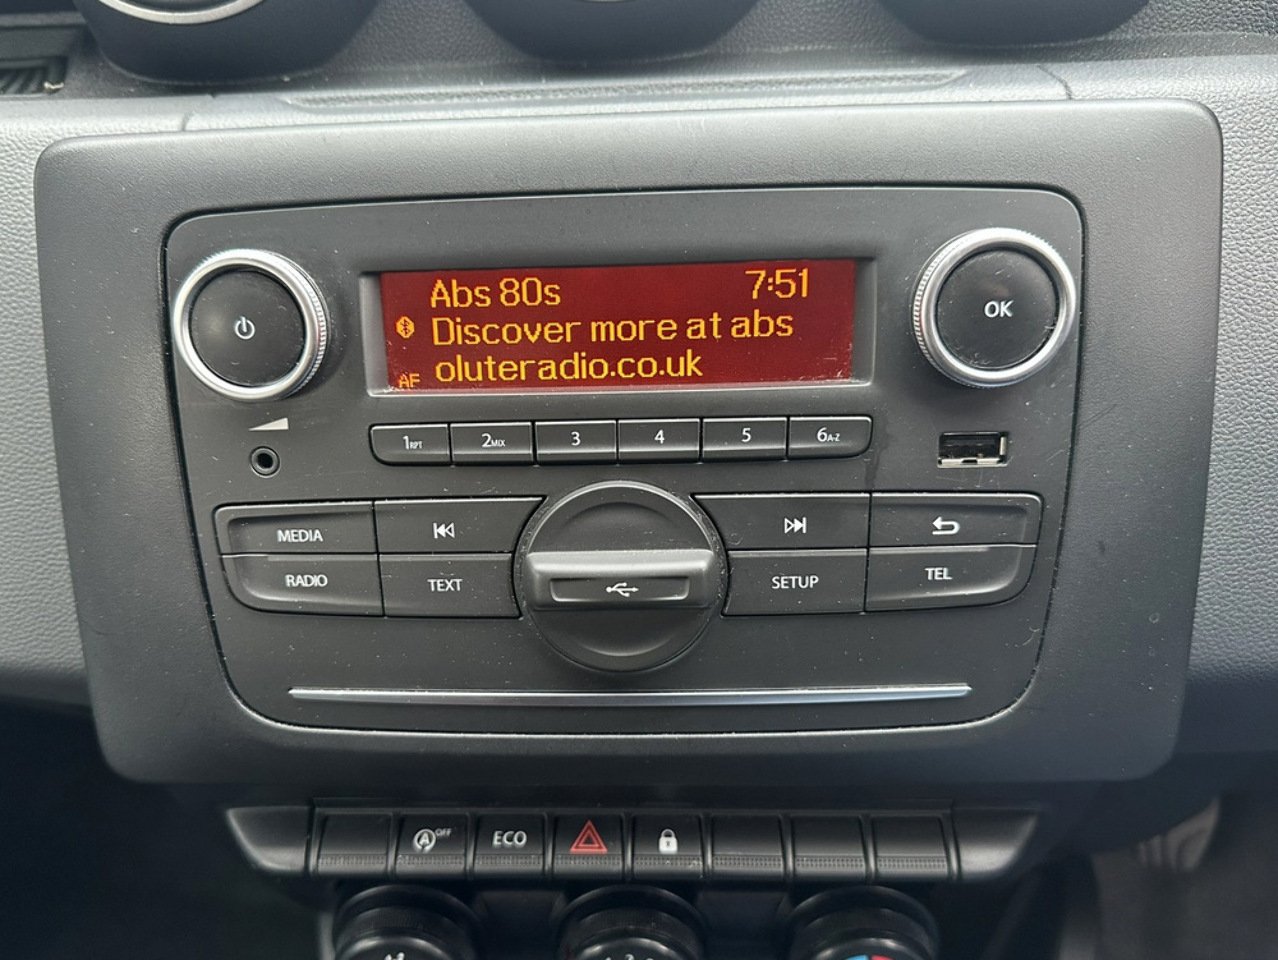 Abs 80s 7:51
Discover more at abs
AF oluteradio.co.uk
OK
1RPT 2MIX 3 4 5 6A-Z
MEDIA
RADIO TEXT SETUP TEL
A OFF ECO